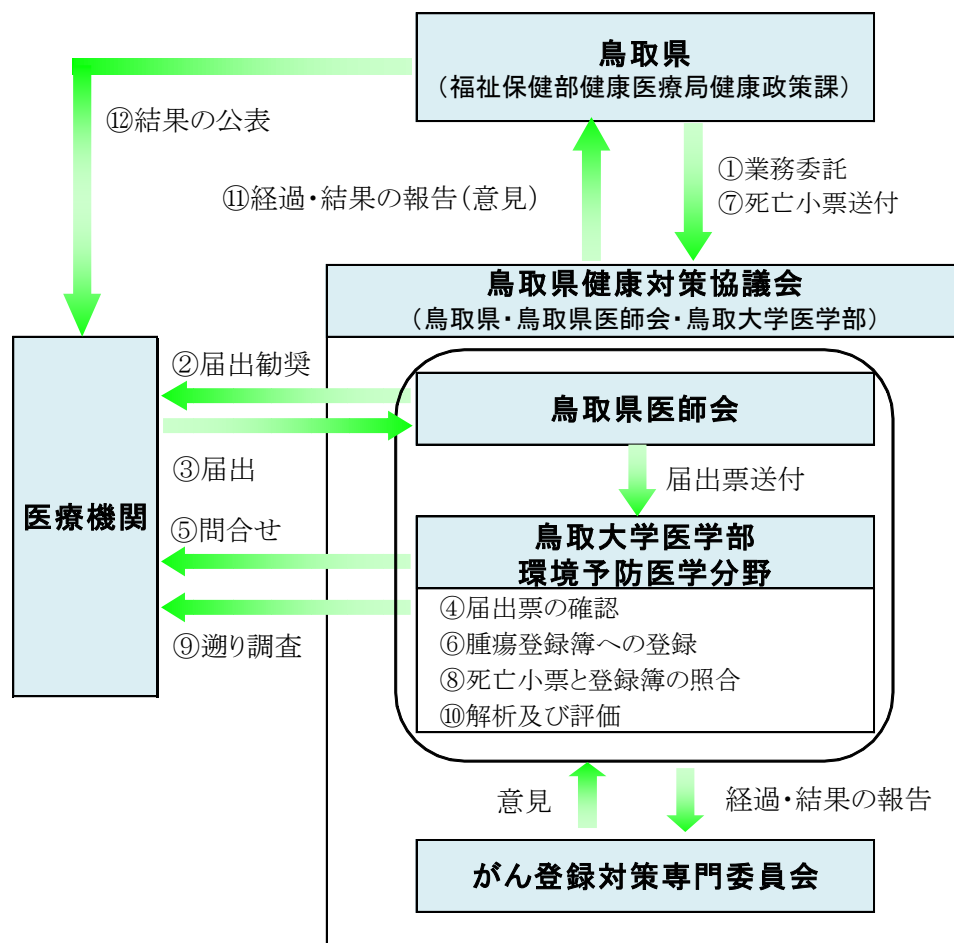 鳥取県
（福祉保健部健康医療局健康政策課）
⑫結果の公表
①業務委託
⑦死亡小票送付
⑪経過・結果の報告（意見）
鳥取県健康対策協議会
（鳥取県・鳥取県医師会・鳥取大学医学部）
②届出勧奨
鳥取県医師会
③届出
届出票送付
医療機関
⑤問合せ
鳥取大学医学部
環境予防医学分野
④届出票の確認
⑥腫瘍登録簿への登録
⑨遡り調査
⑧死亡小票と登録簿の照合
⑩解析及び評価
意見
経過・結果の報告
がん登録対策専門委員会